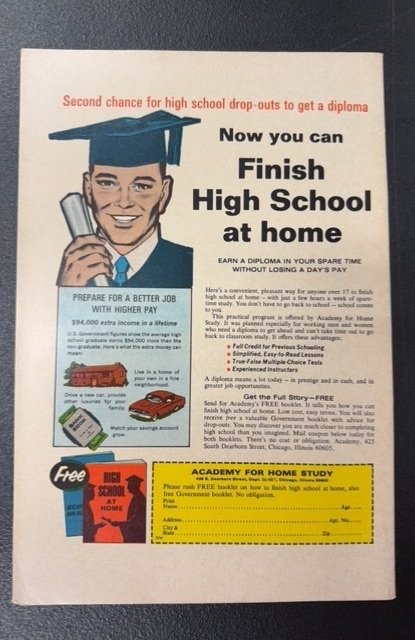 Second chance for high school drop-outs to get a diploma
Now you can
Finish
High School
at home
EARN A DIPLOMA IN YOUR SPARE TIME
WITHOUT LOSING A DAY'S PAY
Here's a convenient, pleasant way for anyone over 17 to finish
high school at home – with just a few hours a week of spare-
time study. You don't have to go back to school – school comes
to you.
This practical program is offered by Academy for Home
Study. It was planned especially for working men and women
who need a diploma to get ahead and can't take time out to go
back to classroom study. It offers these advantages:
• Full Credit for Previous Schooling
• Simplified, Easy-to-Read Lessons
• True-False Multiple-Choice Tests
• Experienced Instructors
A diploma means a lot today – in prestige and in cash, and in
greater job opportunities.
Get the Full Story–FREE
Send for Academy's FREE booklet. It tells you how you can
finish high school at home. Low cost, easy terms. You will also
receive free a valuable Government booklet with advice for
drop-outs. You may discover you are much closer to completing
high school than you imagined. Mail coupon below today for
both booklets. There's no cost or obligation. Academy, 425
South Dearborn Street, Chicago, Illinois 60605.
PREPARE FOR A BETTER JOB
WITH HIGHER PAY
$94,000 extra income in a lifetime
U.S. Government figures show the average high
school graduate earns $94,000 more than the
non-graduate. Here's what the extra money can
mean:
Live in a home of
your own in a fine
neighborhood.
Drive a new car, provide
other luxuries for your
family.
BANK BOOK
Watch your savings account
grow.
Free
HIGH
SCHOOL
AT
HOME
ACADEMY FOR HOME STUDY
Chicago, Illinois 60605
Please rush FREE booklet on how to finish high school at home, also
free Government booklet. No obligation.
Print
Name Age
Address Apt. No.
City &
State Zip